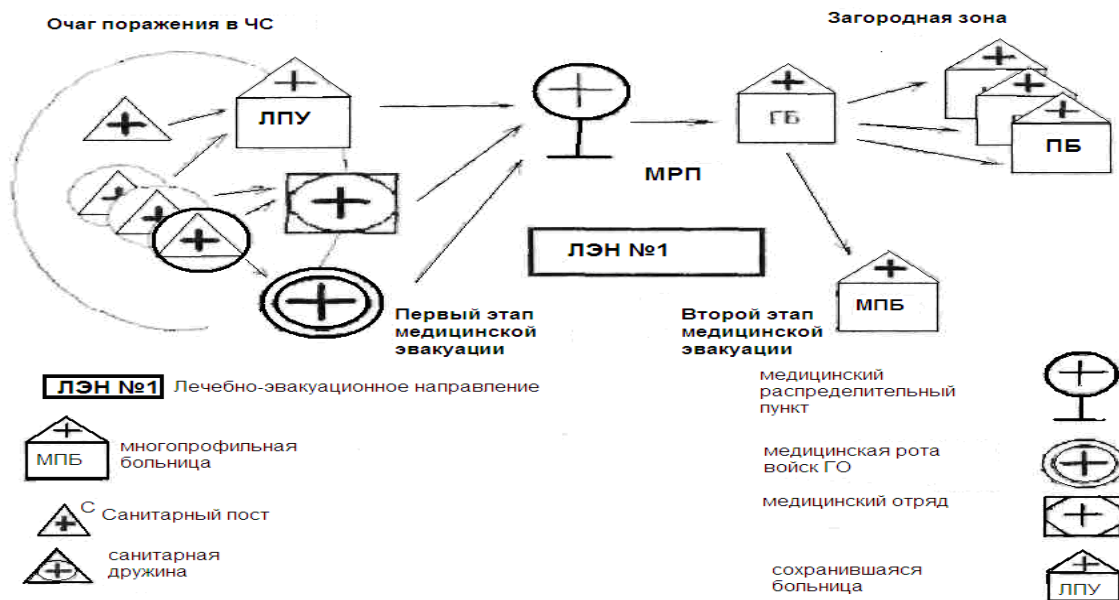 Очаг поражения в ЧС
Загородная зона
ЛПУ
ГБ
ПБ
МРП
ЛЭН №1
МПБ
Первый этап
медицинской
эвакуации
Второй этап
медицинской
эвакуации
ЛЭН №1 Лечебно-эвакуационное направление
МПБ
многопрофильная
больница
С Санитарный пост
санитарная
дружина
медицинский
распределительный
пункт
медицинская рота
войск ГО
медицинский отряд
сохранившаяся
больница
ЛПУ